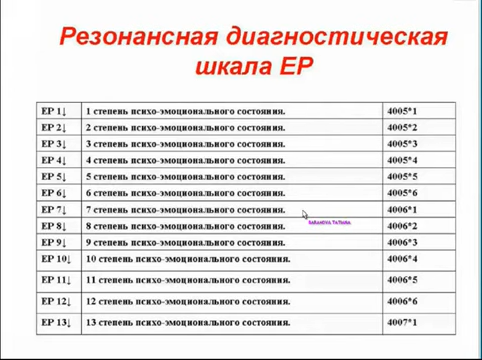 Резонансная диагностическая
шкала ЕР
ЕР 1↓ 1 степень психо-эмоционального состояния. 4005*1
ЕР 2↓ 2 степень психо-эмоционального состояния. 4005*2
ЕР 3↓ 3 степень психо-эмоционального состояния. 4005*3
ЕР 4↓ 4 степень психо-эмоционального состояния. 4005*4
ЕР 5↓ 5 степень психо-эмоционального состояния. 4005*5
ЕР 6↓ 6 степень психо-эмоционального состояния. 4005*6
ЕР 7↓ 7 степень психо-эмоционального состояния. 4006*1
ЕР 8↓ 8 степень психо-эмоционального состояния. 4006*2
ЕР 9↓ 9 степень психо-эмоционального состояния. 4006*3
ЕР 10↓ 10 степень психо-эмоционального состояния. 4006*4
ЕР 11↓ 11 степень психо-эмоционального состояния. 4006*5
ЕР 12↓ 12 степень психо-эмоционального состояния. 4006*6
ЕР 13↓ 13 степень психо-эмоционального состояния. 4007*1